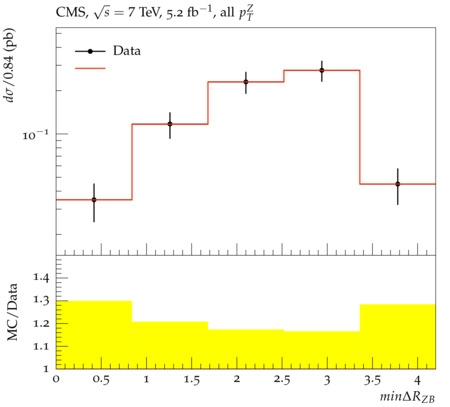 CMS, √s = 7 TeV, 5.2 fb⁻¹, all p_T^Z
Data
dσ/0.84 (pb)
10⁻¹
MC/Data
1.4
1.3
1.2
1.1
1
0 0.5 1 1.5 2 2.5 3 3.5 4
minΔR_ZB